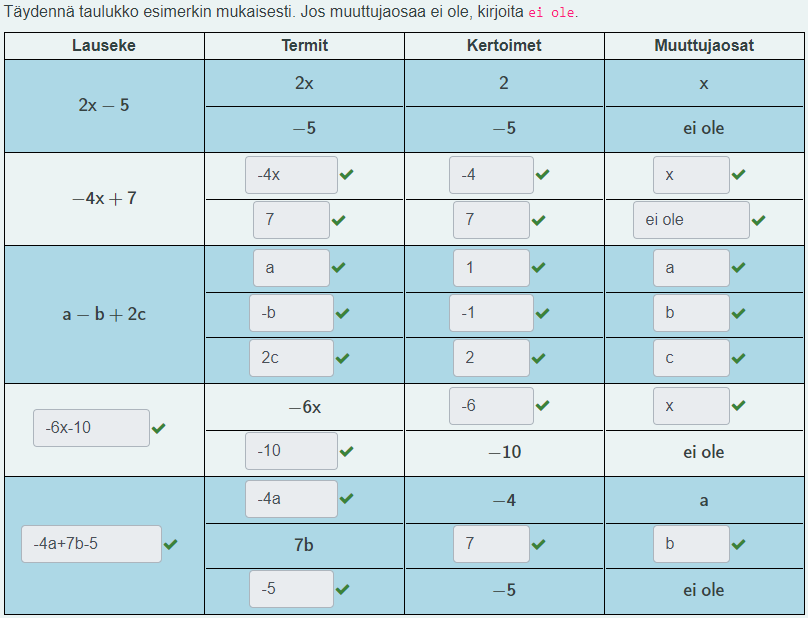 Täydennä taulukko esimerkin mukaisesti. Jos muuttujaosaa ei ole, kirjoita ei ole.
Lauseke Termit Kertoimet Muuttujaosat
2x − 5
2x 2 x
−5 −5 ei ole
−4x + 7
-4x -4 x
7 7 ei ole
a − b + 2c
a 1 a
-b -1 b
2c 2 c
-6x-10
−6x -6 x
-10 −10 ei ole
-4a+7b-5
-4a −4 a
7b 7 b
-5 −5 ei ole